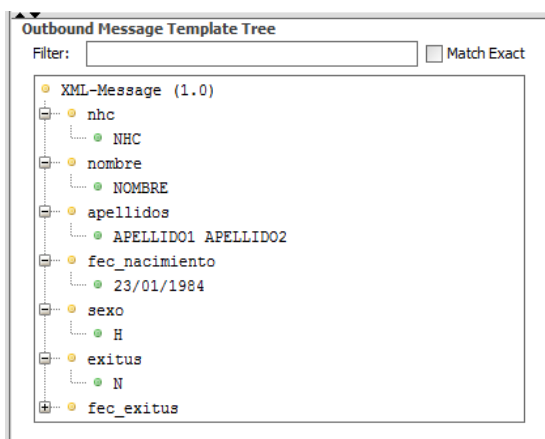 Outbound Message Template Tree
Filter: Match Exact
XML-Message (1.0)
nhc
NHC
nombre
NOMBRE
apellidos
APELLIDO1 APELLIDO2
fec_nacimiento
23/01/1984
sexo
H
exitus
N
fec_exitus